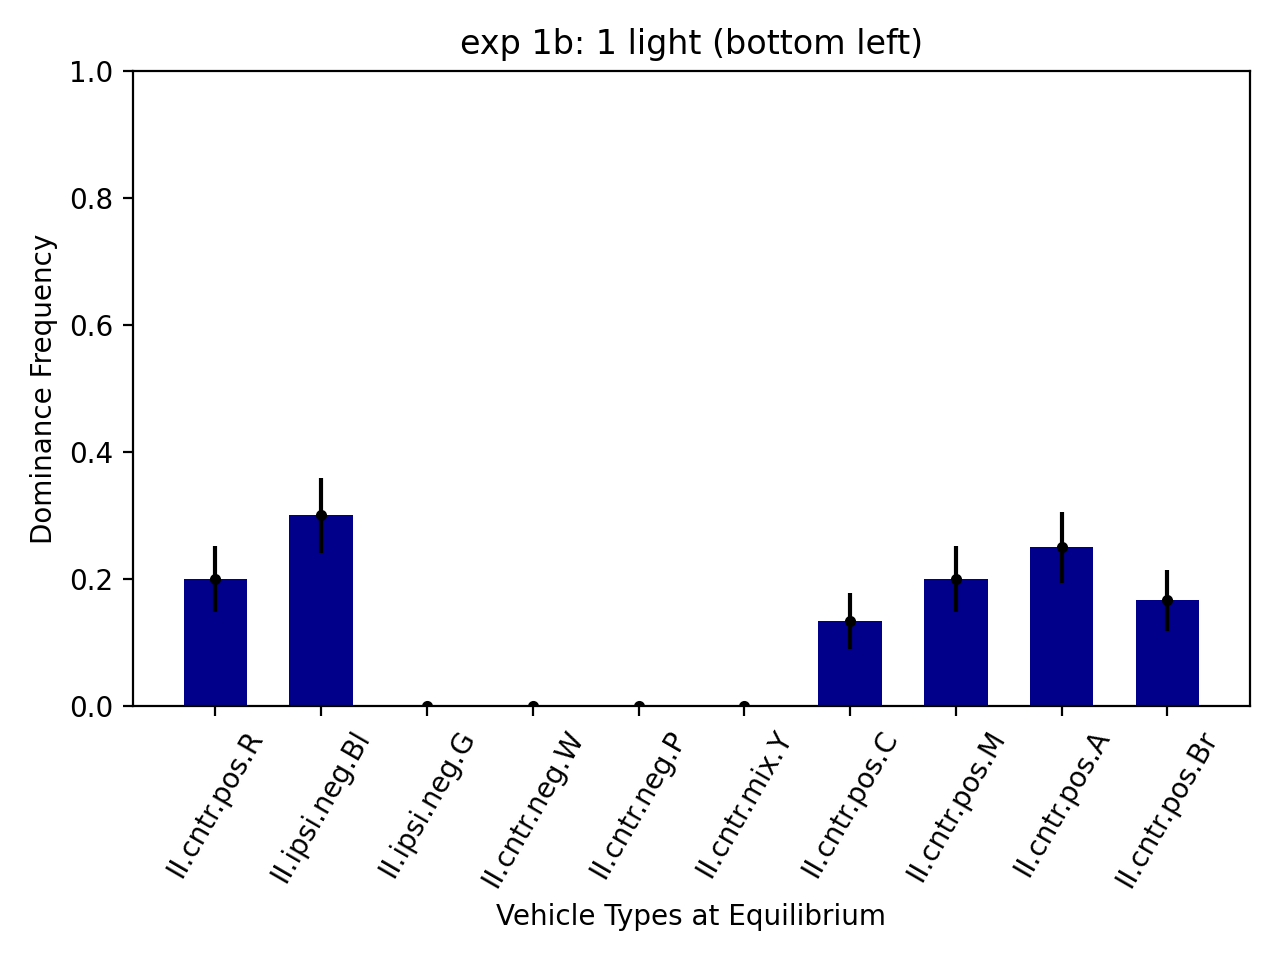 exp 1b: 1 light (bottom left)
Dominance Frequency
1.0
0.8
0.6
0.4
0.2
0.0
II.cntr.pos.R
II.ipsi.neg.Bl
II.ipsi.neg.G
II.cntr.neg.W
II.cntr.neg.P
II.cntr.mix.Y
II.cntr.pos.C
II.cntr.pos.M
II.cntr.pos.A
II.cntr.pos.Br
Vehicle Types at Equilibrium